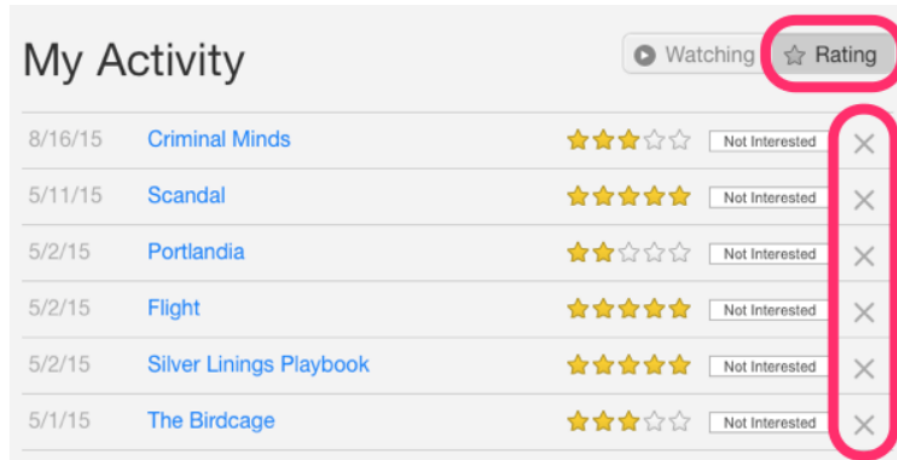 My Activity Watching Rating
8/16/15 Criminal Minds Not Interested
5/11/15 Scandal Not Interested
5/2/15 Portlandia Not Interested
5/2/15 Flight Not Interested
5/2/15 Silver Linings Playbook Not Interested
5/1/15 The Birdcage Not Interested